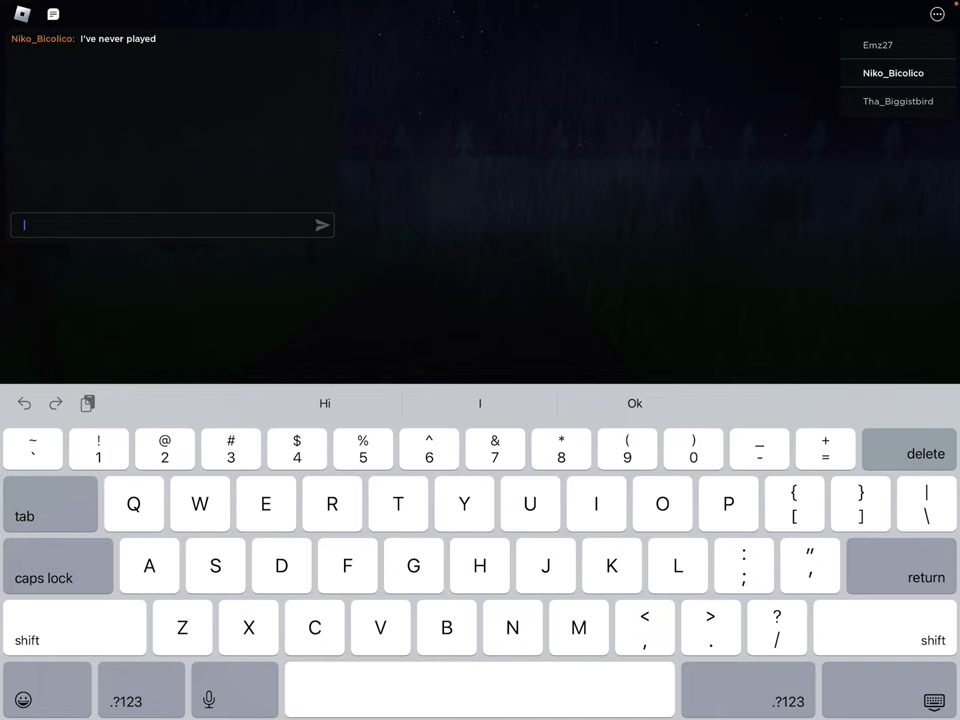 Niko_Bicolico: I've never played
Emz27
Niko_Bicolico
Tha_Biggistbird
Hi I Ok
~ ! @ # $ % ^ & * ( ) _ +
` 1 2 3 4 5 6 7 8 9 0 - = delete
tab Q W E R T Y U I O P { [ } ] | \
caps lock A S D F G H J K L : ; " ' return
shift Z X C V B N M < , > . ? / shift
.?123 .?123